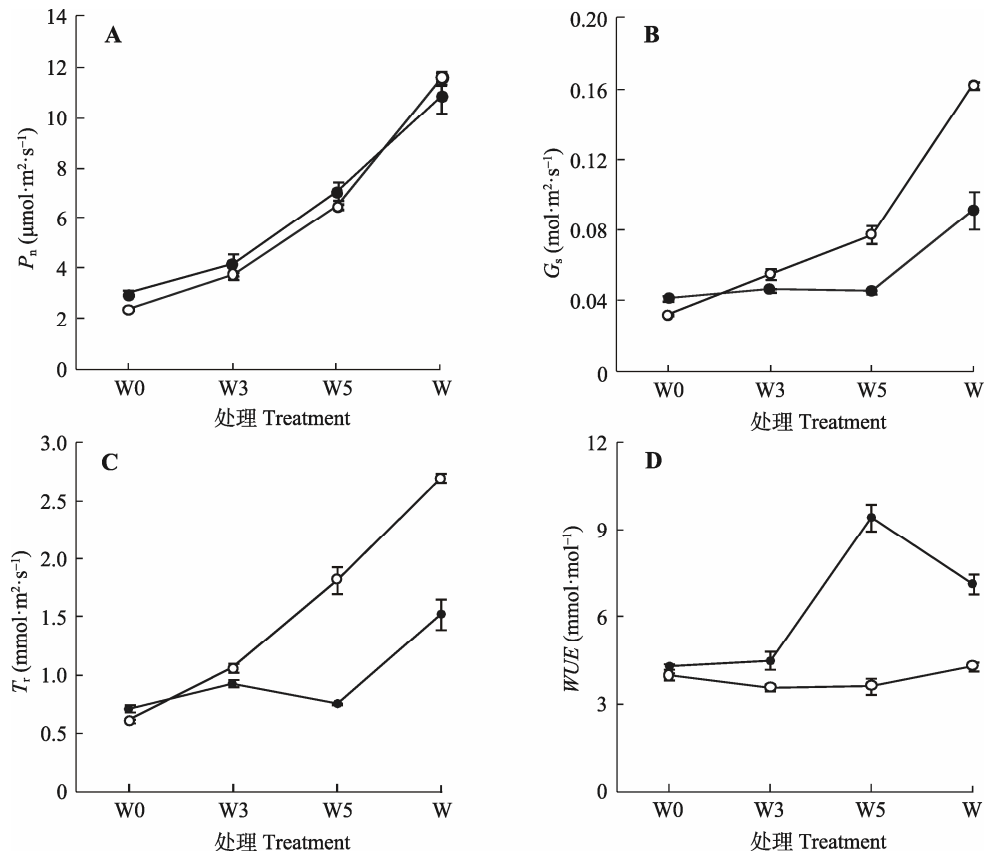 A
14
12
10
8
6
4
2
0
Pn (μmol·m²·s⁻¹)
W0 W3 W5 W
处理 Treatment
B
0.20
0.16
0.12
0.08
0.04
0
Gs (mol·m²·s⁻¹)
W0 W3 W5 W
处理 Treatment
C
3.0
2.5
2.0
1.5
1.0
0.5
0
Tr (mmol·m²·s⁻¹)
W0 W3 W5 W
处理 Treatment
D
12
9
6
3
0
WUE (mmol·mol⁻¹)
W0 W3 W5 W
处理 Treatment